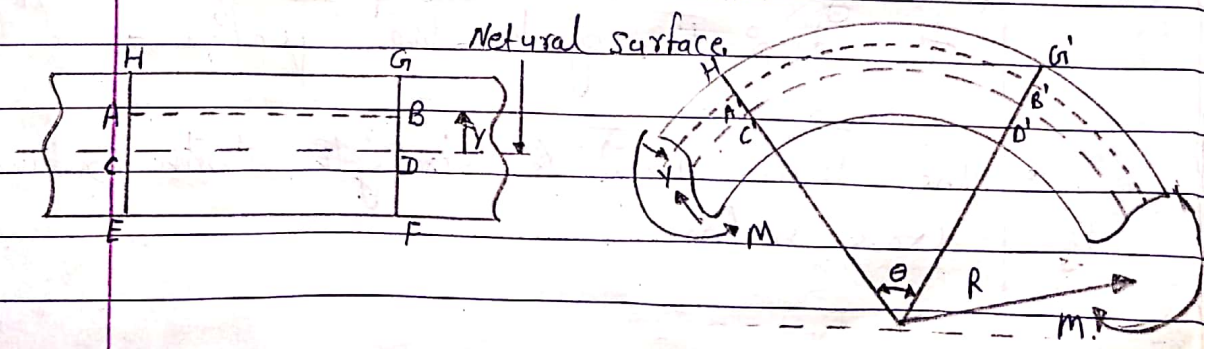 Netural Surface
H G
A B
Y
C D
E F
H' G'
A' B'
C' D'
Y
M
θ R
M